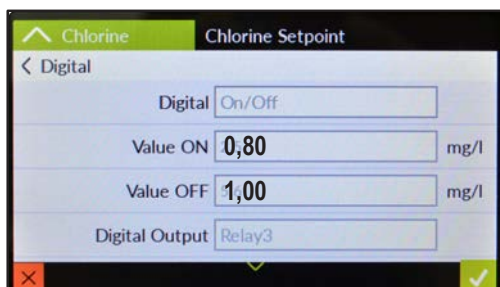 Chlorine Chlorine Setpoint
Digital
Digital On/Off
Value ON 0,80 mg/l
Value OFF 1,00 mg/l
Digital Output Relay3